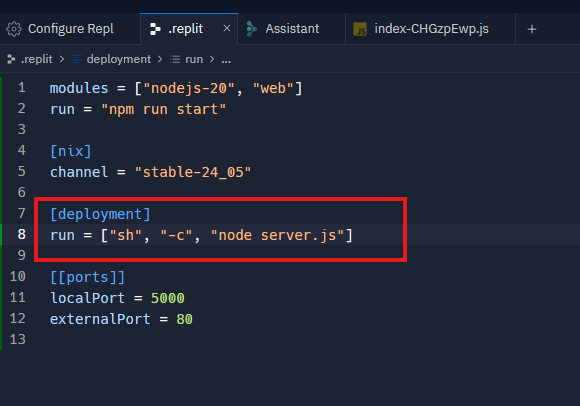 Configure Repl .replit × Assistant JS index-CHGzpEwp.js +
.replit > deployment > run > ...
1 modules = ["nodejs-20", "web"]
2 run = "npm run start"
3
4 [nix]
5 channel = "stable-24_05"
6
7 [deployment]
8 run = ["sh", "-c", "node server.js"]
9
10 [[ports]]
11 localPort = 5000
12 externalPort = 80
13